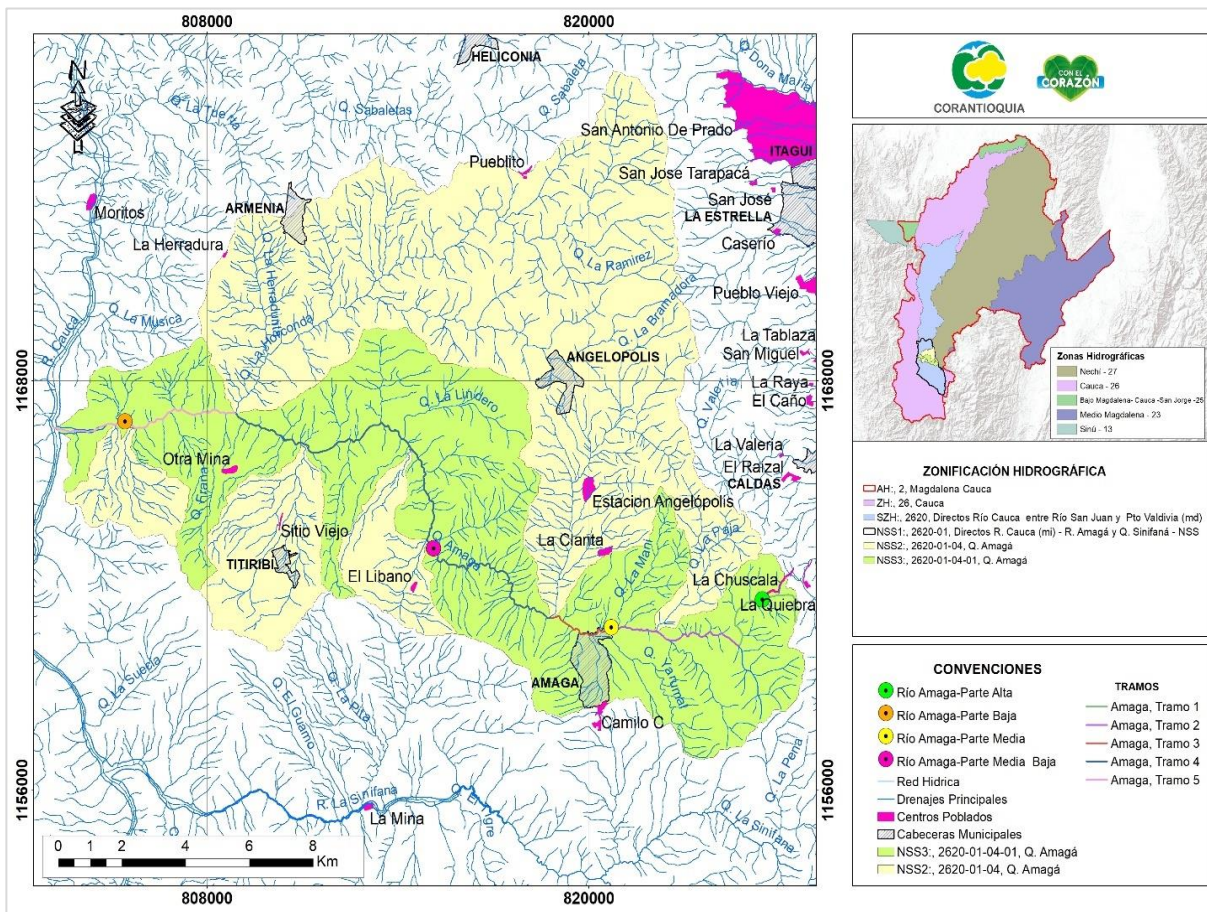 808000
820000
HELICONIA
Q. Doña María
Q. La Tuerta
Q. Sabaletas
Q. Sabaleta
N
San Antonio De Prado
ITAGUI
Pueblito
San Jose Tarapacá
Moritos
ARMENIA
San José
LA ESTRELLA
La Herradura
Q. La Herradura
Caserío
Q. La Ramirez
Pueblo Viejo
Q. La Bramadora
Q. La Musica
R. Cauca
Q. La Honconda
La Tablaza
San Miguel
ANGELOPOLIS
1168000
1168000
La Raya
El Caño
Q. La Lindero
Q. Valeria
La Valeria
El Raizal
CALDAS
Otra Mina
Q. Frana
Estacion Angelópolis
Sitio Viejo
Q. Amaga
La Clarita
Q. La Paja
TITIRIBI
El Libano
Q. La Mani
La Chuscala
La Quiebra
Q. Yarumal
AMAGA
Q. La Suecia
Q. El Guamo
Q. La Pita
Camilo C
Q. La Peña
1156000
1156000
R. La Sinifana
La Mina
Q. La Sinifana
0 1 2 4 6 8
Km
808000
820000
CORANTIOQUIA
CON EL
CORAZÓN
Zonas Hidrográficas
Nechí - 27
Cauca - 26
Bajo Magdalena- Cauca -San Jorge -25
Medio Magdalena - 23
Sinú - 13
ZONIFICACIÓN HIDROGRÁFICA
AH:, 2, Magdalena Cauca
ZH:, 26, Cauca
SZH:, 2620, Directos Río Cauca entre Río San Juan y Pto Valdivia (md)
NSS1:, 2620-01, Directos R. Cauca (mi) - R. Amagá y Q. Sinifaná - NSS
NSS2:, 2620-01-04, Q. Amagá
NSS3:, 2620-01-04-01, Q. Amagá
CONVENCIONES
Río Amaga-Parte Alta
Río Amaga-Parte Baja
Río Amaga-Parte Media
Río Amaga-Parte Media Baja
Red Hidrica
Drenajes Principales
Centros Poblados
Cabeceras Municipales
NSS3:, 2620-01-04-01, Q. Amagá
NSS2:, 2620-01-04, Q. Amagá
TRAMOS
Amaga, Tramo 1
Amaga, Tramo 2
Amaga, Tramo 3
Amaga, Tramo 4
Amaga, Tramo 5